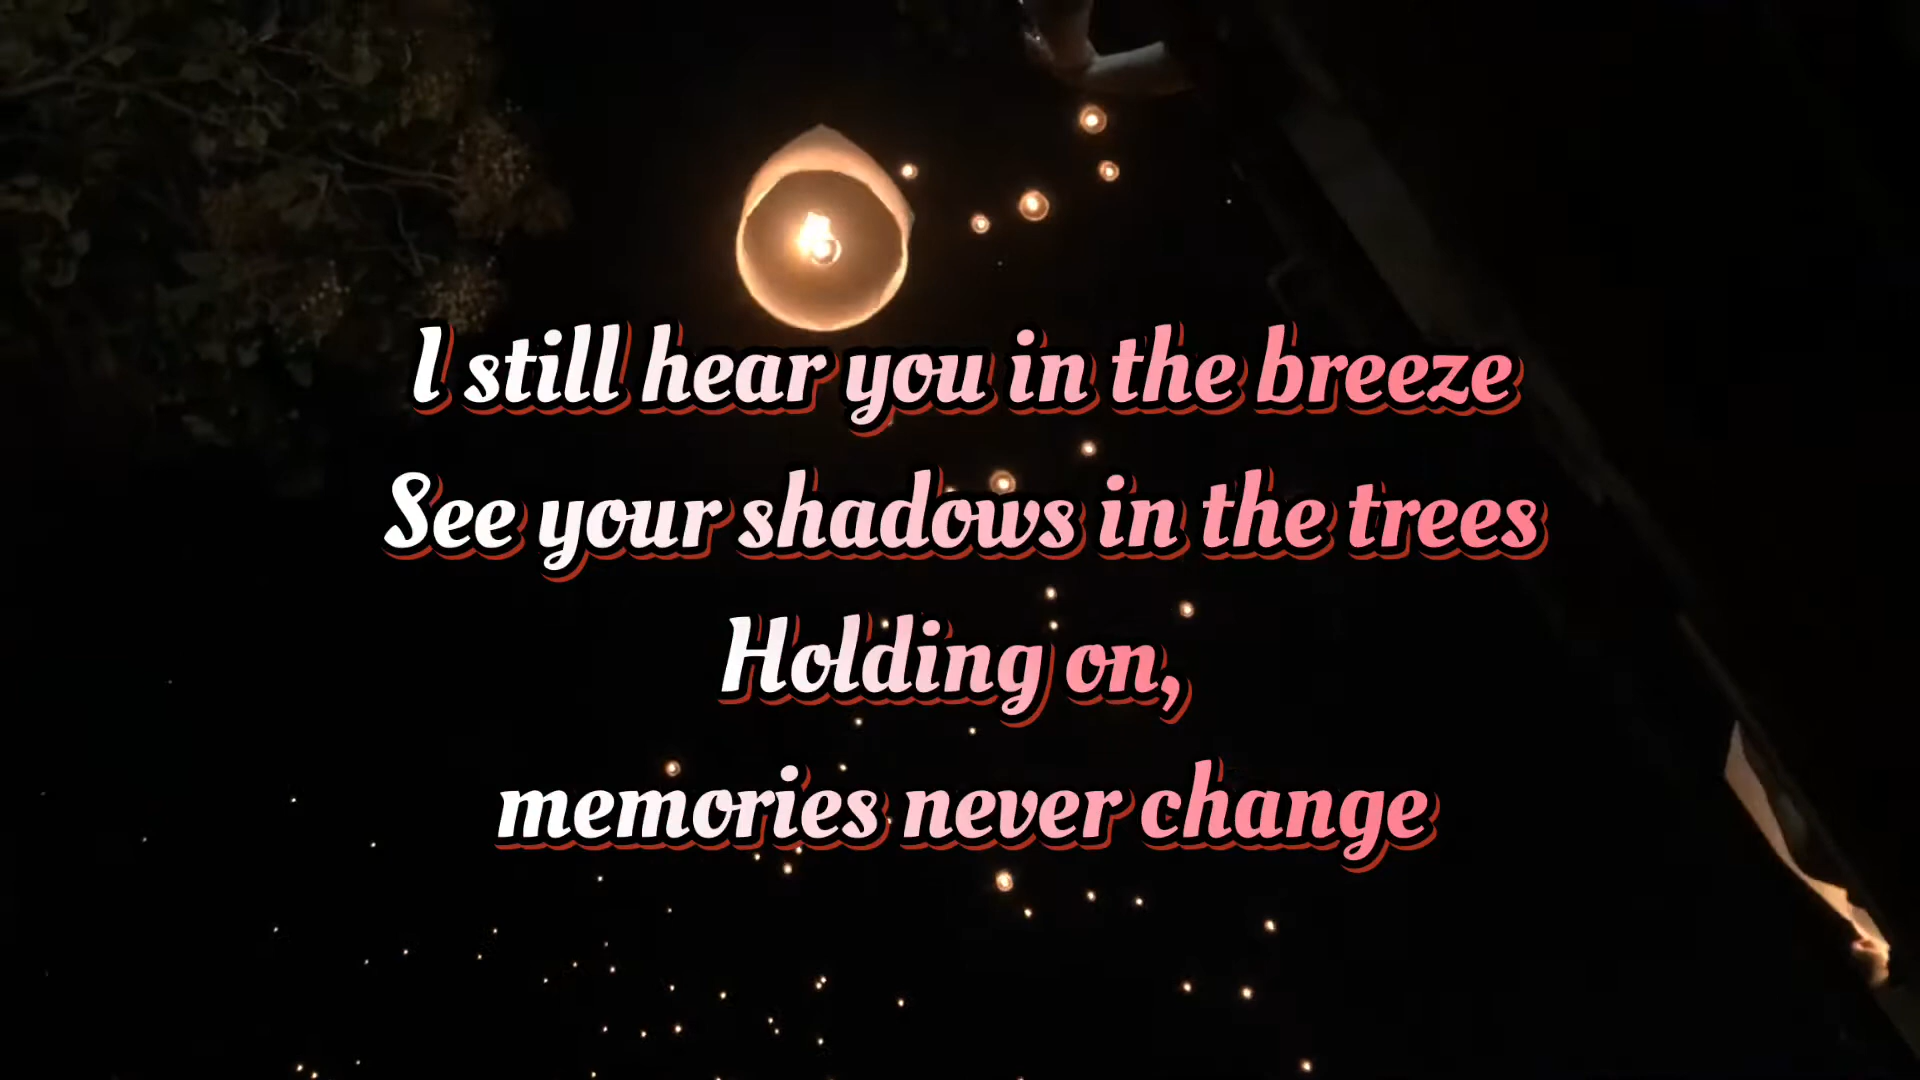 I still hear you in the breeze
See your shadows in the trees
Holding on,
memories never change